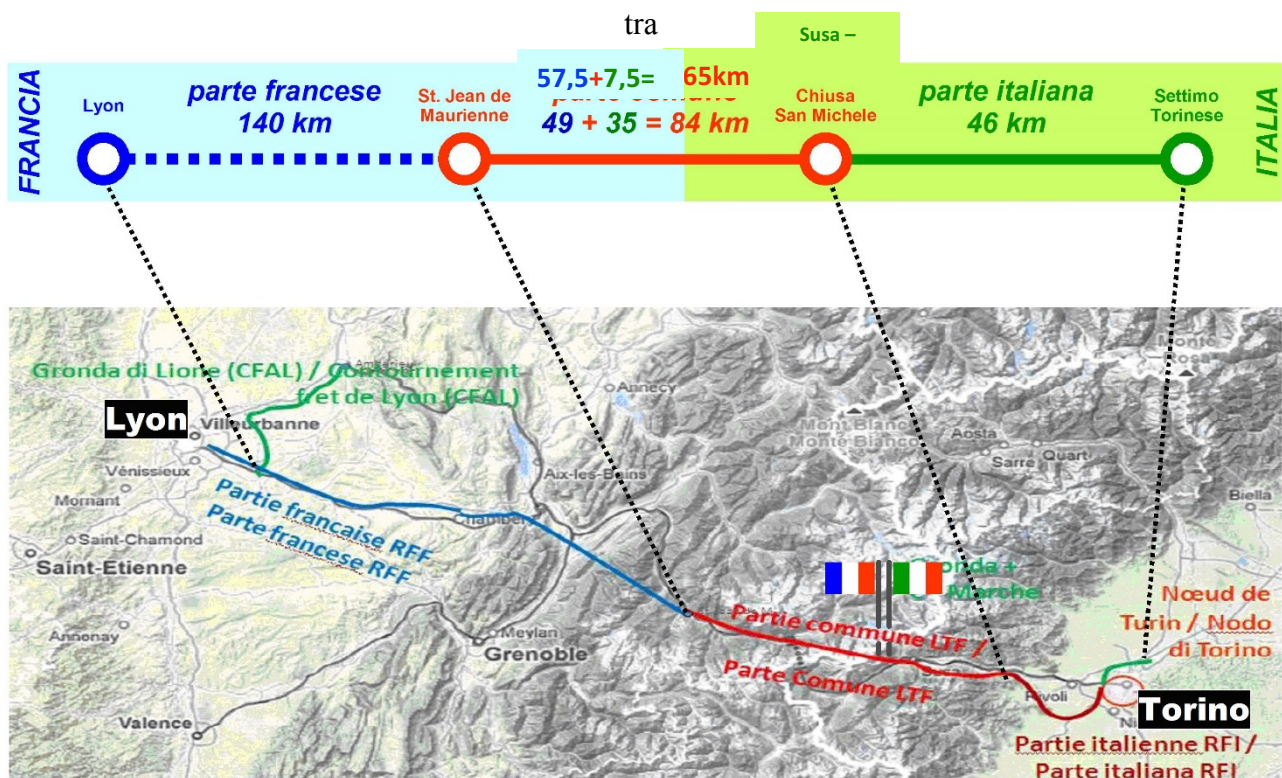 tra
Susa –
57,5+7,5= 65km
FRANCIA
Lyon
parte francese
140 km
St. Jean de
Maurienne
parte comune
49 + 35 = 84 km
Chiusa
San Michele
parte italiana
46 km
Settimo
Torinese
ITALIA
Gronda di Lione (CFAL) / Contournement
fret de Lyon (CFAL)
Lyon
Villeurbanne
Vénissieux
Mornant
Saint-Chamond
Saint-Etienne
Annonay
Valence
Annecy
Aix-les-Bains
Partie francaise RFF
Parte francese RFF
Meylan
Grenoble
Mont Blanc
Monte Bianco
Monte
Rosa
Aosta
Sarre
Quart
Biella
Marche
Partie commune LTF /
Parte Comune LTF
Nœud de
Turin / Nodo
di Torino
Rivoli
Torino
Partie italienne RFI /
Parte italiana RFI